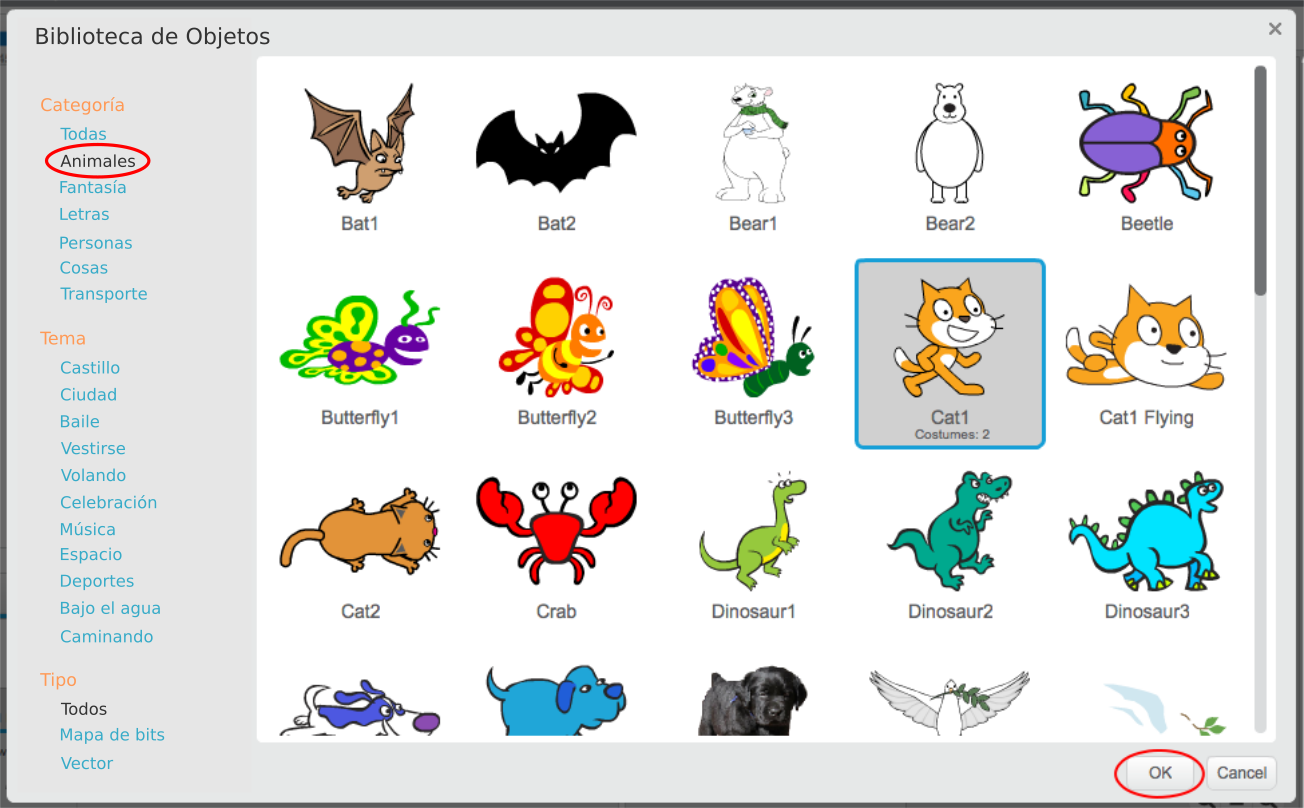 Biblioteca de Objetos
×
Categoría
Todas
Animales
Fantasía
Letras
Personas
Cosas
Transporte
Tema
Castillo
Ciudad
Baile
Vestirse
Volando
Celebración
Música
Espacio
Deportes
Bajo el agua
Caminando
Tipo
Todos
Mapa de bits
Vector
Bat1 Bat2 Bear1 Bear2 Beetle
Butterfly1 Butterfly2 Butterfly3 Cat1 Cat1 Flying
Costumes: 2
Cat2 Crab Dinosaur1 Dinosaur2 Dinosaur3
OK Cancel